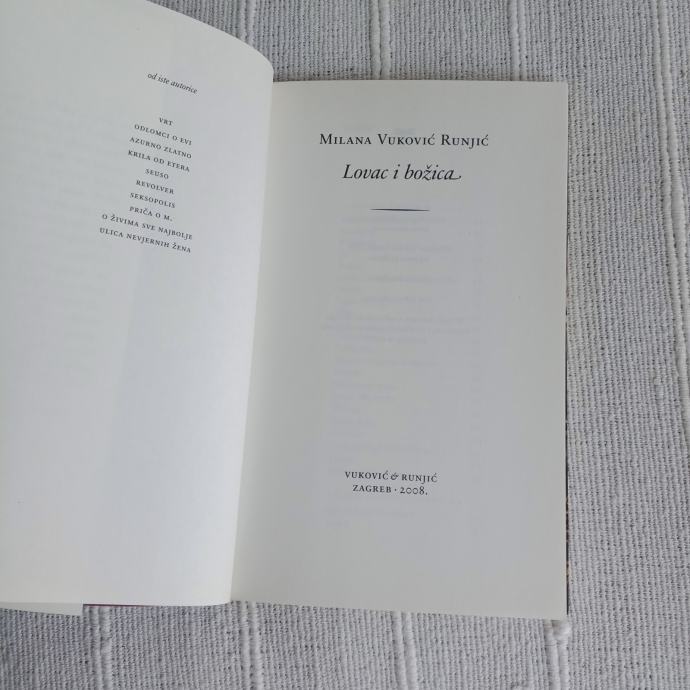 od iste autorice
VRT
ODLOMCI O EVI
AZURNO ZLATNO
KRILA OD ETERA
SEUSO
REVOLVER
SEKSOPOLIS
PRIČA O M.
O ŽIVIMA SVE NAJBOLJE
ULICA NEVJERNIH ŽENA
MILANA VUKOVIĆ RUNJIĆ
Lovac i božica
VUKOVIĆ & RUNJIĆ
ZAGREB · 2008.